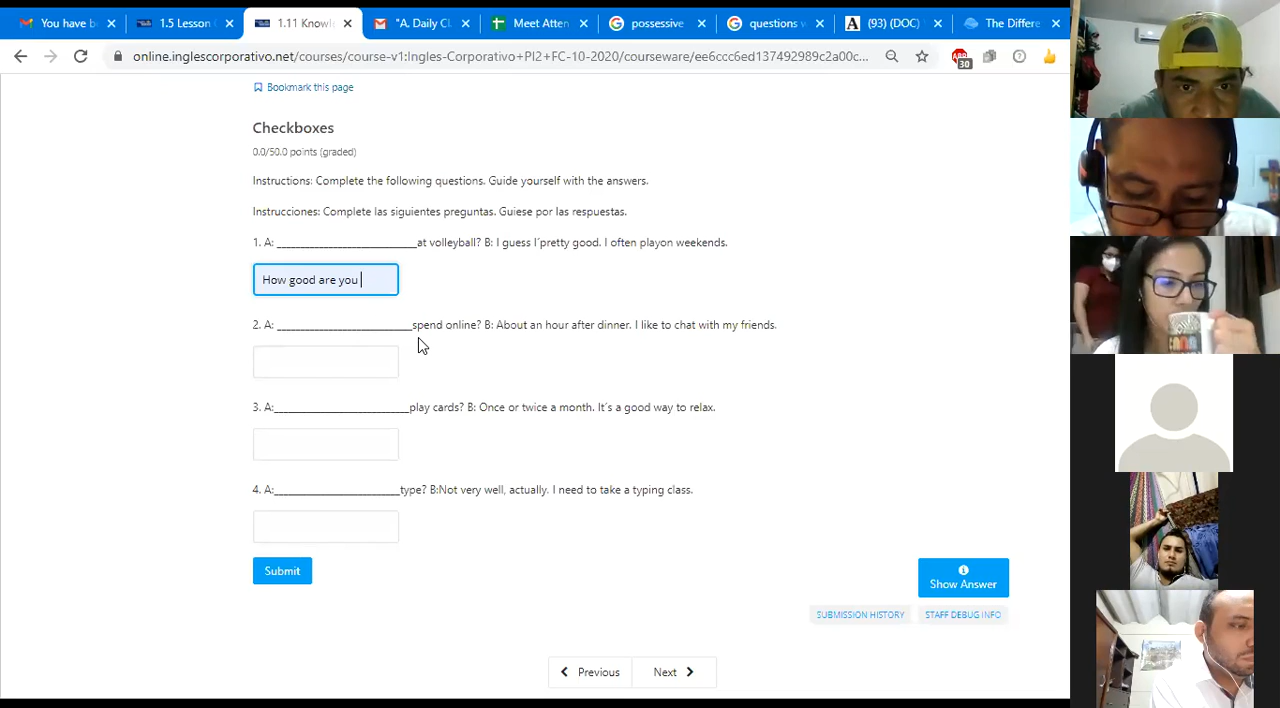 You have b
1.5 Lesson
1.11 Know
"A. Daily Cl
Meet Atten
possessive
questions w
(93) (DOC)
The Differe
online.inglescorporativo.net/courses/course-v1:Ingles-Corporativo+PI2+FC-10-2020/courseware/ee6ccc6ed137492989c2a00c...
30
Bookmark this page
Checkboxes
0.0/50.0 points (graded)
Instructions: Complete the following questions. Guide yourself with the answers.
Instrucciones: Complete las siguientes preguntas. Guiese por las respuestas.
1. A: ___________________________at volleyball? B: I guess I´pretty good. I often playon weekends.
How good are you
2. A: __________________________spend online? B: About an hour after dinner. I like to chat with my friends.
3. A:__________________________play cards? B: Once or twice a month. It´s a good way to relax.
4. A:________________________type? B:Not very well, actually. I need to take a typing class.
Submit
Show Answer
SUBMISSION HISTORY
STAFF DEBUG INFO
Previous
Next